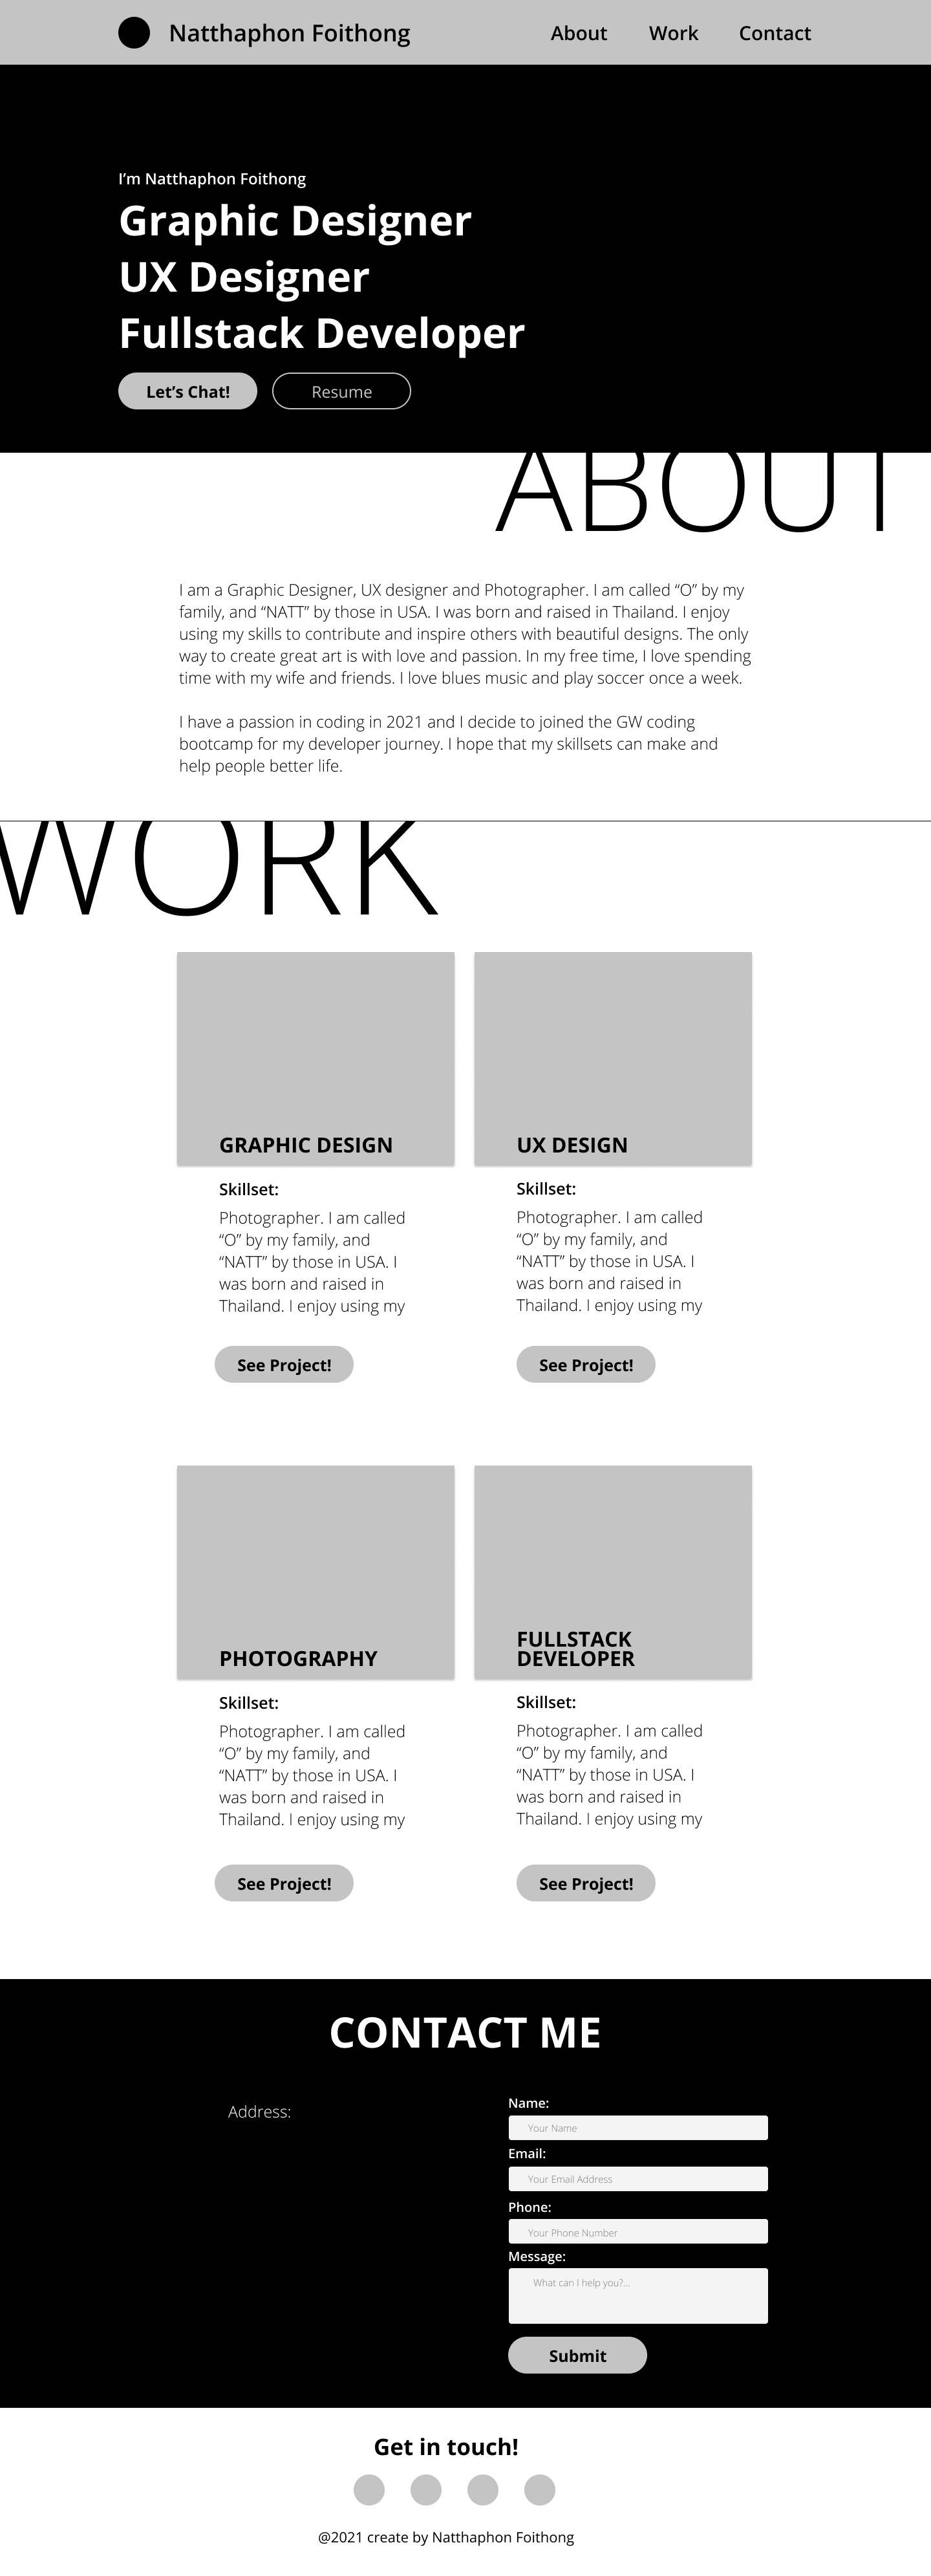 Natthaphon Foithong
About
Work
Contact
I’m Natthaphon Foithong
Graphic Designer
UX Designer
Fullstack Developer
Let’s Chat!
Resume
ABOUT
I am a Graphic Designer, UX designer and Photographer. I am called “O” by my
family, and “NATT” by those in USA. I was born and raised in Thailand. I enjoy
using my skills to contribute and inspire others with beautiful designs. The only
way to create great art is with love and passion. In my free time, I love spending
time with my wife and friends. I love blues music and play soccer once a week.
I have a passion in coding in 2021 and I decide to joined the GW coding
bootcamp for my developer journey. I hope that my skillsets can make and
help people better life.
WORK
GRAPHIC DESIGN
Skillset:
Photographer. I am called
“O” by my family, and
“NATT” by those in USA. I
was born and raised in
Thailand. I enjoy using my
See Project!
UX DESIGN
Skillset:
Photographer. I am called
“O” by my family, and
“NATT” by those in USA. I
was born and raised in
Thailand. I enjoy using my
See Project!
PHOTOGRAPHY
Skillset:
Photographer. I am called
“O” by my family, and
“NATT” by those in USA. I
was born and raised in
Thailand. I enjoy using my
See Project!
FULLSTACK
DEVELOPER
Skillset:
Photographer. I am called
“O” by my family, and
“NATT” by those in USA. I
was born and raised in
Thailand. I enjoy using my
See Project!
CONTACT ME
Address:
Name:
Your Name
Email:
Your Email Address
Phone:
Your Phone Number
Message:
What can I help you?...
Submit
Get in touch!
@2021 create by Natthaphon Foithong